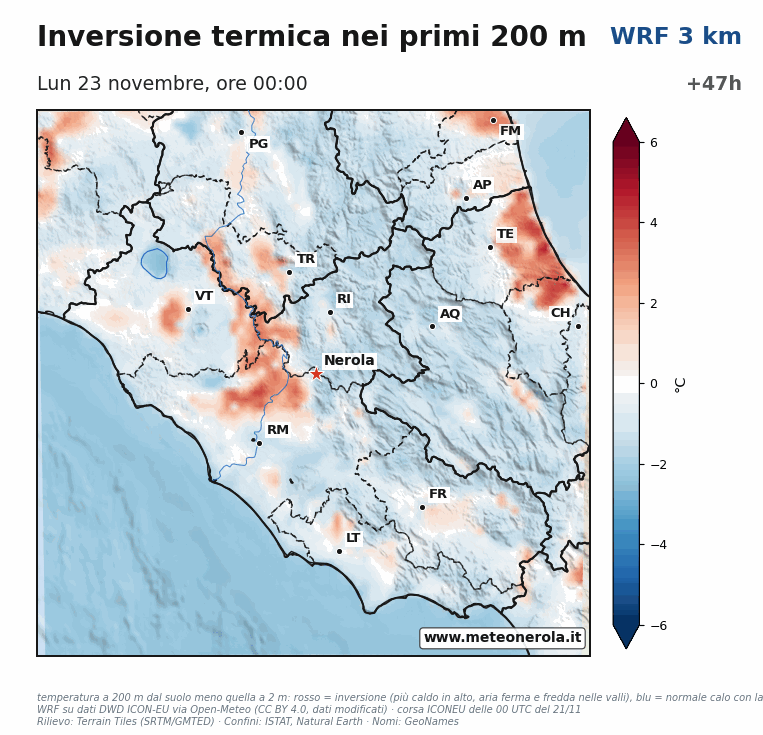 Inversione termica nei primi 200 m WRF 3 km
Lun 23 novembre, ore 00:00 +47h
FM
PG
AP
TE
TR
VT
RI
AQ
CH
Nerola
RM
FR
LT
www.meteonerola.it
6
4
2
0
−2
−4
−6
°C
temperatura a 200 m dal suolo meno quella a 2 m: rosso = inversione (più caldo in alto, aria ferma e fredda nelle valli), blu = normale calo con la
WRF su dati DWD ICON-EU via Open-Meteo (CC BY 4.0, dati modificati) · corsa ICONEU delle 00 UTC del 21/11
Rilievo: Terrain Tiles (SRTM/GMTED) · Confini: ISTAT, Natural Earth · Nomi: GeoNames